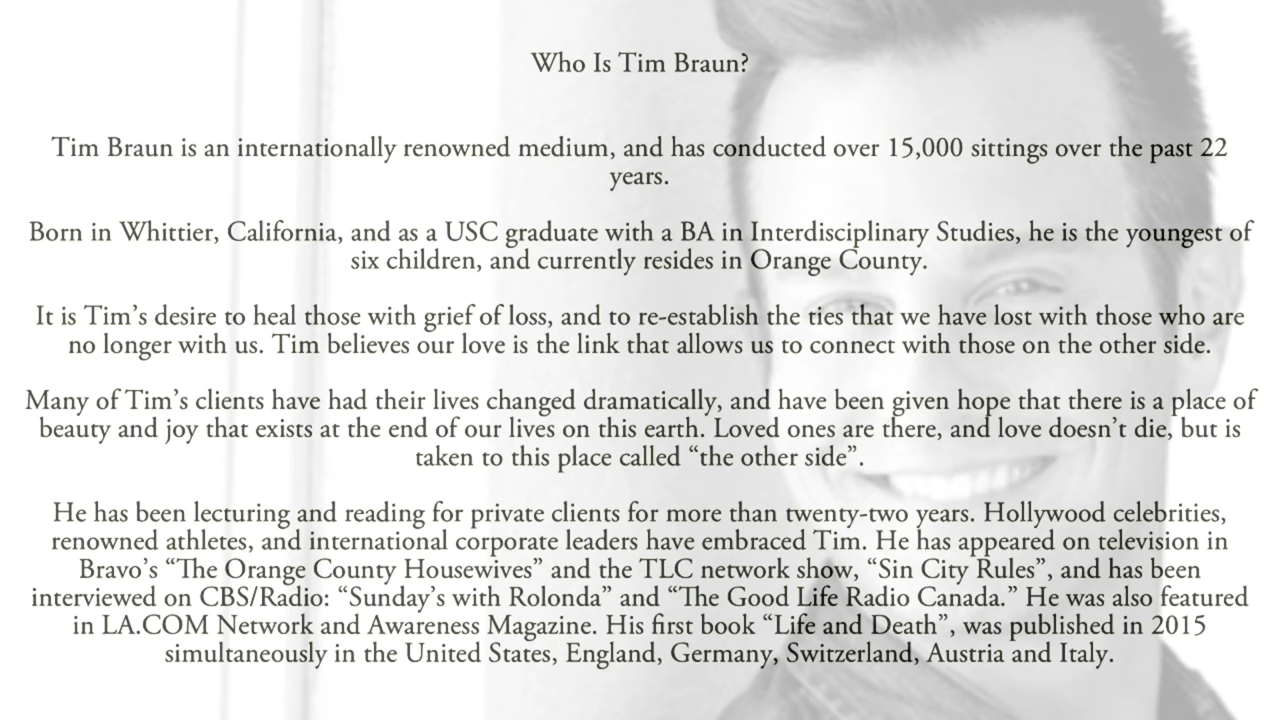 Who Is Tim Braun?
Tim Braun is an internationally renowned medium, and has conducted over 15,000 sittings over the past 22
years.
Born in Whittier, California, and as a USC graduate with a BA in Interdisciplinary Studies, he is the youngest of
six children, and currently resides in Orange County.
It is Tim’s desire to heal those with grief of loss, and to re-establish the ties that we have lost with those who are
no longer with us. Tim believes our love is the link that allows us to connect with those on the other side.
Many of Tim’s clients have had their lives changed dramatically, and have been given hope that there is a place of
beauty and joy that exists at the end of our lives on this earth. Loved ones are there, and love doesn’t die, but is
taken to this place called “the other side”.
He has been lecturing and reading for private clients for more than twenty-two years. Hollywood celebrities,
renowned athletes, and international corporate leaders have embraced Tim. He has appeared on television in
Bravo’s “The Orange County Housewives” and the TLC network show, “Sin City Rules”, and has been
interviewed on CBS/Radio: “Sunday’s with Rolonda” and “The Good Life Radio Canada.” He was also featured
in LA.COM Network and Awareness Magazine. His first book “Life and Death”, was published in 2015
simultaneously in the United States, England, Germany, Switzerland, Austria and Italy.